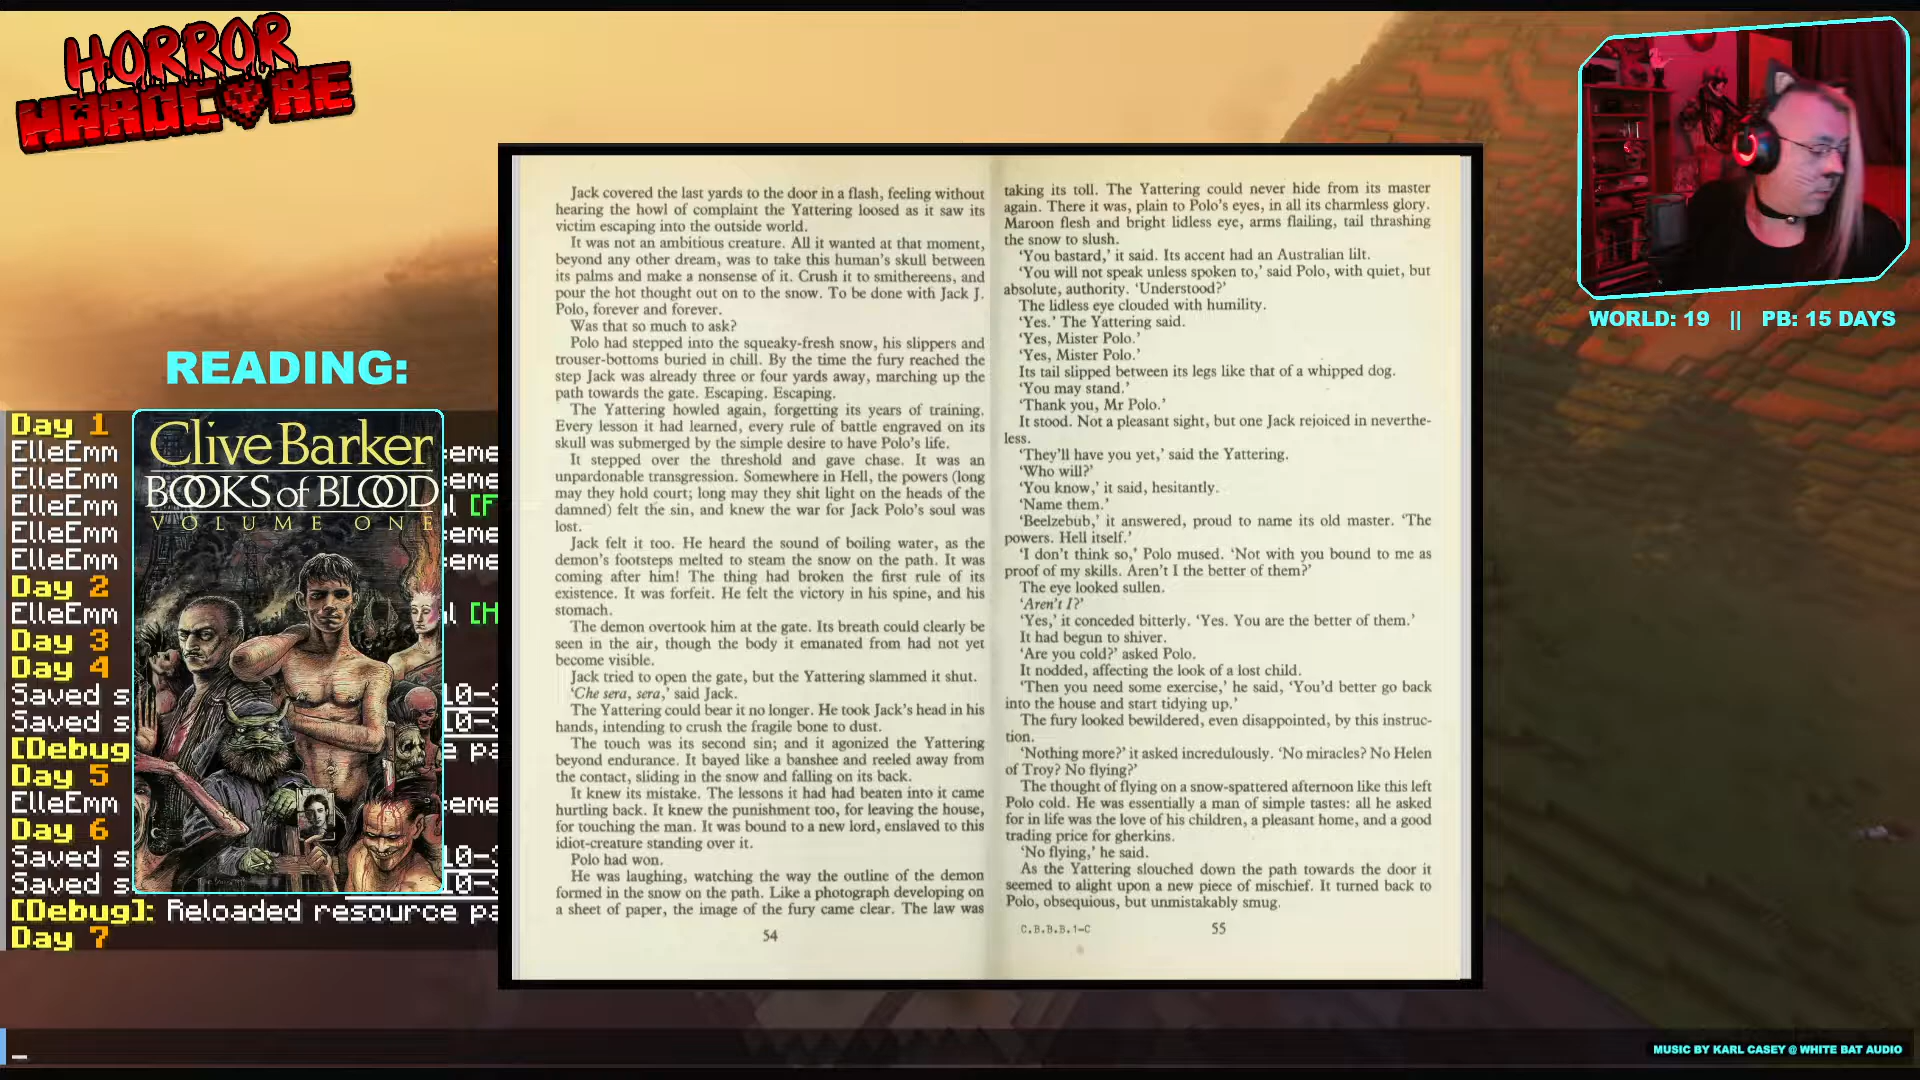 HORROR
HARDCORE
WORLD: 19 || PB: 15 DAYS
READING:
Day 1
ElleEmm
ElleEmm
ElleEmm
ElleEmm
ElleEmm
Day 2
ElleEmm
Day 3
Day 4
Saved
Saved
[Debug
Day 5
ElleEmm
Day 6
Saved
Saved
[Debug]: Reloaded resource
Day 7
Clive Barker
BOOKS of BLOOD
VOLUME ONE
Jack covered the last yards to the door in a flash, feeling without
hearing the howl of complaint the Yattering loosed as it saw its
victim escaping into the outside world.
It was not an ambitious creature. All it wanted at that moment,
beyond any other dream, was to take this human's skull between
its palms and make a nonsense of it. Crush it to smithereens, and
pour the hot thought out on to the snow. To be done with Jack J.
Polo, forever and forever.
Was that so much to ask?
Polo had stepped into the squeaky-fresh snow, his slippers and
trouser-bottoms buried in chill. By the time the fury reached the
step Jack was already three or four yards away, marching up the
path towards the gate. Escaping. Escaping.
The Yattering howled again, forgetting its years of training.
Every lesson it had learned, every rule of battle engraved on its
skull was submerged by the simple desire to have Polo's life.
It stepped over the threshold and gave chase. It was an
unpardonable transgression. Somewhere in Hell, the powers (long
may they hold court; long may they shit light on the heads of the
damned) felt the sin, and knew the war for Jack Polo's soul was
lost.
Jack felt it too. He heard the sound of boiling water, as the
demon's footsteps melted to steam the snow on the path. It was
coming after him! The thing had broken the first rule of its
existence. It was forfeit. He felt the victory in his spine, and his
stomach.
The demon overtook him at the gate. Its breath could clearly be
seen in the air, though the body it emanated from had not yet
become visible.
Jack tried to open the gate, but the Yattering slammed it shut.
'Che sera, sera,' said Jack.
The Yattering could bear it no longer. He took Jack's head in his
hands, intending to crush the fragile bone to dust.
The touch was its second sin; and it agonized the Yattering
beyond endurance. It bayed like a banshee and reeled away from
the contact, sliding in the snow and falling on its back.
It knew its mistake. The lessons it had had beaten into it came
hurtling back. It knew the punishment too, for leaving the house,
for touching the man. It was bound to a new lord, enslaved to this
idiot-creature standing over it.
Polo had won.
He was laughing, watching the way the outline of the demon
formed in the snow on the path. Like a photograph developing on
a sheet of paper, the image of the fury came clear. The law was
54
taking its toll. The Yattering could never hide from its master
again. There it was, plain to Polo's eyes, in all its charmless glory.
Maroon flesh and bright lidless eye, arms flailing, tail thrashing
the snow to slush.
'You bastard,' it said. Its accent had an Australian lilt.
'You will not speak unless spoken to,' said Polo, with quiet, but
absolute, authority. 'Understood?'
The lidless eye clouded with humility.
'Yes.' The Yattering said.
'Yes, Mister Polo.'
'Yes, Mister Polo.'
Its tail slipped between its legs like that of a whipped dog.
'You may stand.'
'Thank you, Mr Polo.'
It stood. Not a pleasant sight, but one Jack rejoiced in neverthe-
less.
'They'll have you yet,' said the Yattering.
'Who will?'
'You know,' it said, hesitantly.
'Name them.'
'Beelzebub,' it answered, proud to name its old master. 'The
powers. Hell itself.'
'I don't think so,' Polo mused. 'Not with you bound to me as
proof of my skills. Aren't I the better of them?'
The eye looked sullen.
'Aren't I?'
'Yes,' it conceded bitterly. 'Yes. You are the better of them.'
It had begun to shiver.
'Are you cold?' asked Polo.
It nodded, affecting the look of a lost child.
'Then you need some exercise,' he said, 'You'd better go back
into the house and start tidying up.'
The fury looked bewildered, even disappointed, by this instruc-
tion.
'Nothing more?' it asked incredulously. 'No miracles? No Helen
of Troy? No flying?'
The thought of flying on a snow-spattered afternoon like this left
Polo cold. He was essentially a man of simple tastes: all he asked
for in life was the love of his children, a pleasant home, and a good
trading price for gherkins.
'No flying,' he said.
As the Yattering slouched down the path towards the door it
seemed to alight upon a new piece of mischief. It turned back to
Polo, obsequious, but unmistakably smug.
C.B.B.B.1-C
55
MUSIC BY KARL CASEY @ WHITE BAT AUDIO